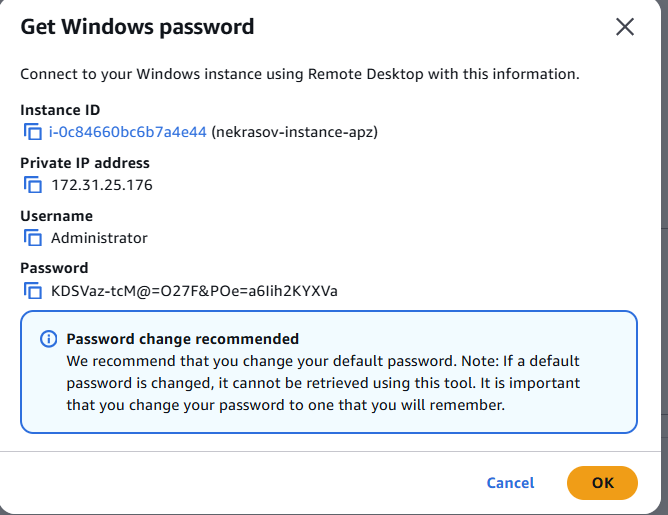 Get Windows password
Connect to your Windows instance using Remote Desktop with this information.
Instance ID
i-0c84660bc6b7a4e44 (nekrasov-instance-apz)
Private IP address
172.31.25.176
Username
Administrator
Password
KDSVaz-tcM@=O27F&POe=a6Iih2KYXVa
Password change recommended
We recommend that you change your default password. Note: If a default
password is changed, it cannot be retrieved using this tool. It is important
that you change your password to one that you will remember.
Cancel
OK